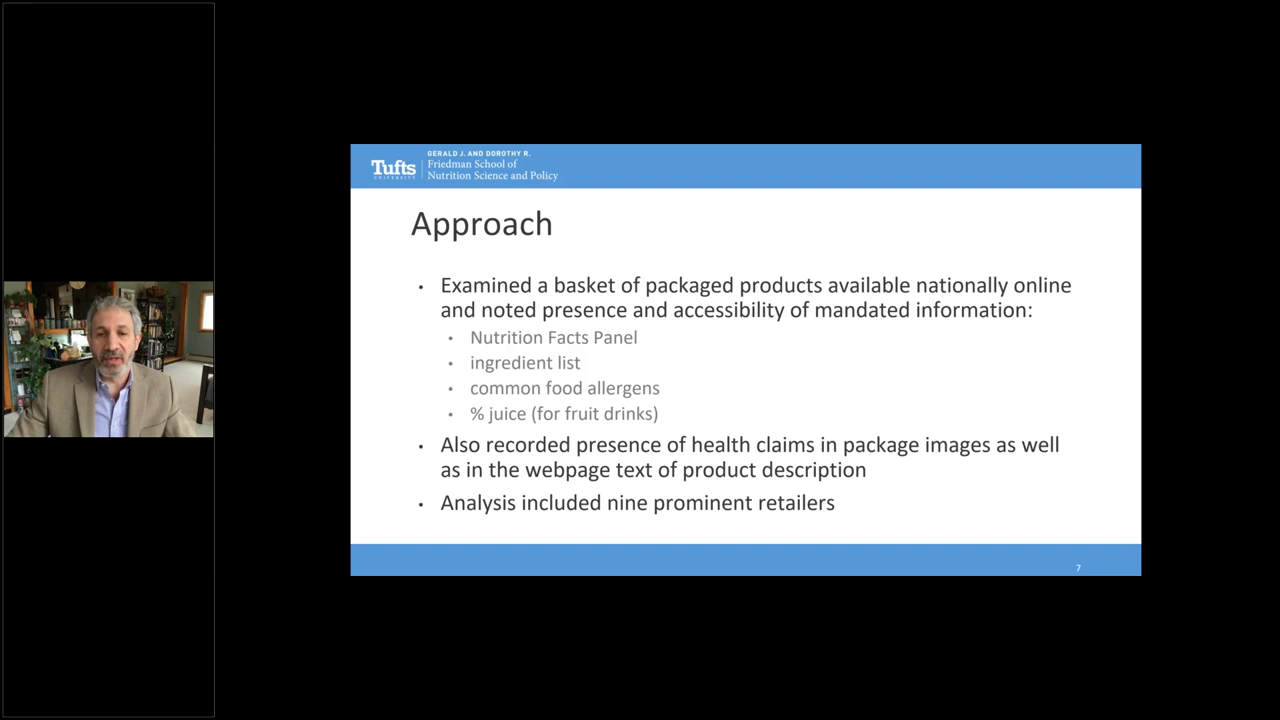 Tufts
UNIVERSITY
GERALD J. AND DOROTHY R.
Friedman School of
Nutrition Science and Policy
Approach
• Examined a basket of packaged products available nationally online
and noted presence and accessibility of mandated information:
• Nutrition Facts Panel
• ingredient list
• common food allergens
• % juice (for fruit drinks)
• Also recorded presence of health claims in package images as well
as in the webpage text of product description
• Analysis included nine prominent retailers
7